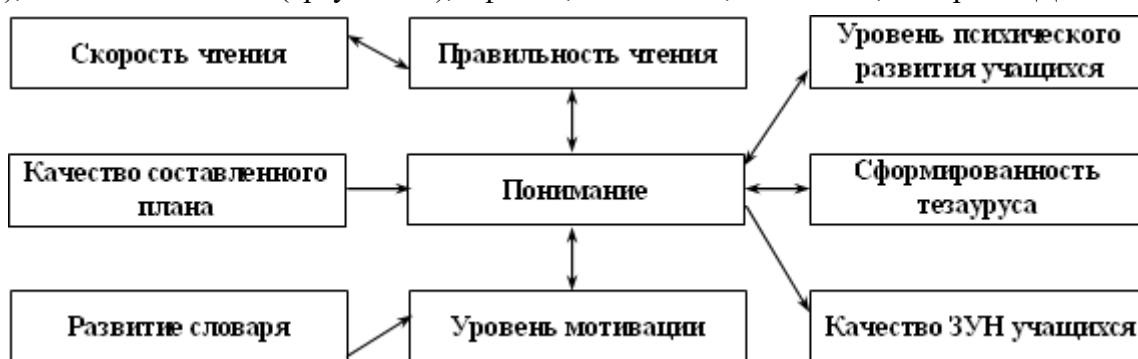 Скорость чтения
Правильность чтения
Уровень психического
развития учащихся
Качество составленного
плана
Понимание
Сформированность
тезауруса
Развитие словаря
Уровень мотивации
Качество ЗУН учащихся